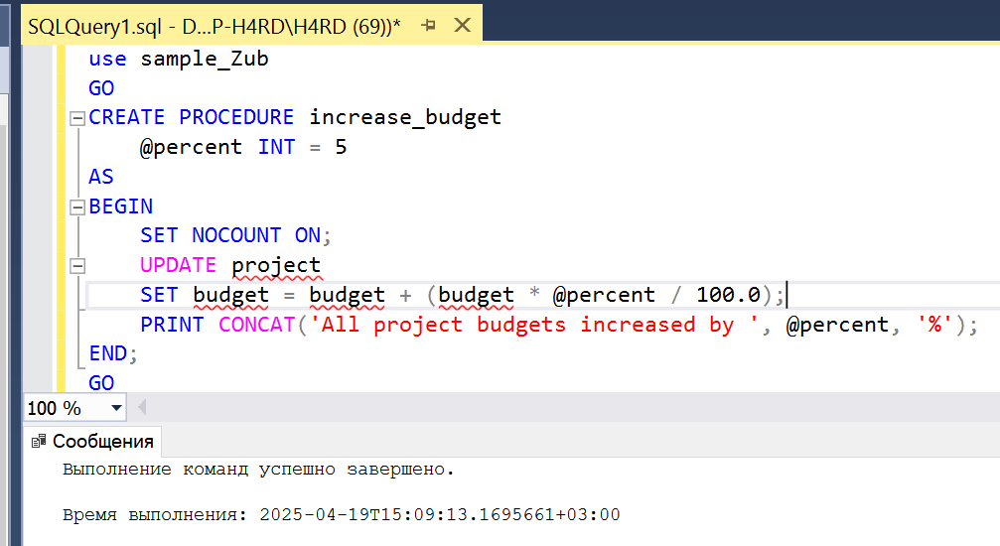 SQLQuery1.sql - D...P-H4RD\H4RD (69))*
use sample_Zub
GO
CREATE PROCEDURE increase_budget
@percent INT = 5
AS
BEGIN
SET NOCOUNT ON;
UPDATE project
SET budget = budget + (budget * @percent / 100.0);
PRINT CONCAT('All project budgets increased by ', @percent, '%');
END;
GO
100 %
Сообщения
Выполнение команд успешно завершено.
Время выполнения: 2025-04-19T15:09:13.1695661+03:00